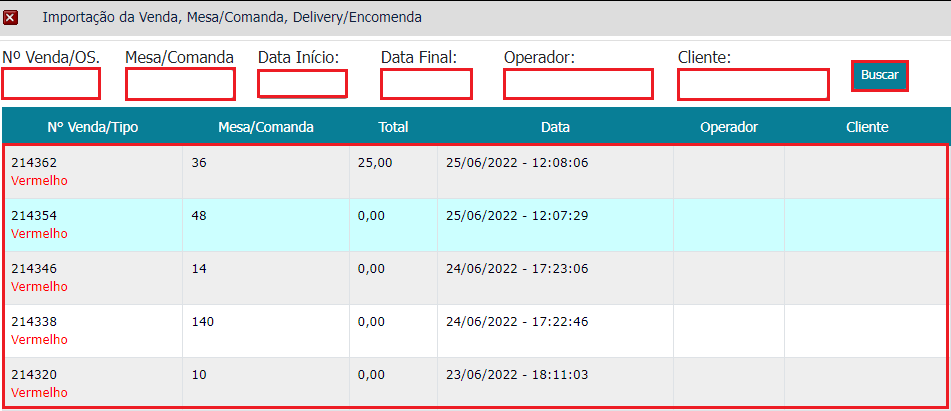 Importação da Venda, Mesa/Comanda, Delivery/Encomenda
Nº Venda/OS. Mesa/Comanda Data Início: Data Final: Operador: Cliente:
Buscar
Nº Venda/Tipo Mesa/Comanda Total Data Operador Cliente
214362 36 25,00 25/06/2022 - 12:08:06
Vermelho
214354 48 0,00 25/06/2022 - 12:07:29
Vermelho
214346 14 0,00 24/06/2022 - 17:23:06
Vermelho
214338 140 0,00 24/06/2022 - 17:22:46
Vermelho
214320 10 0,00 23/06/2022 - 18:11:03
Vermelho